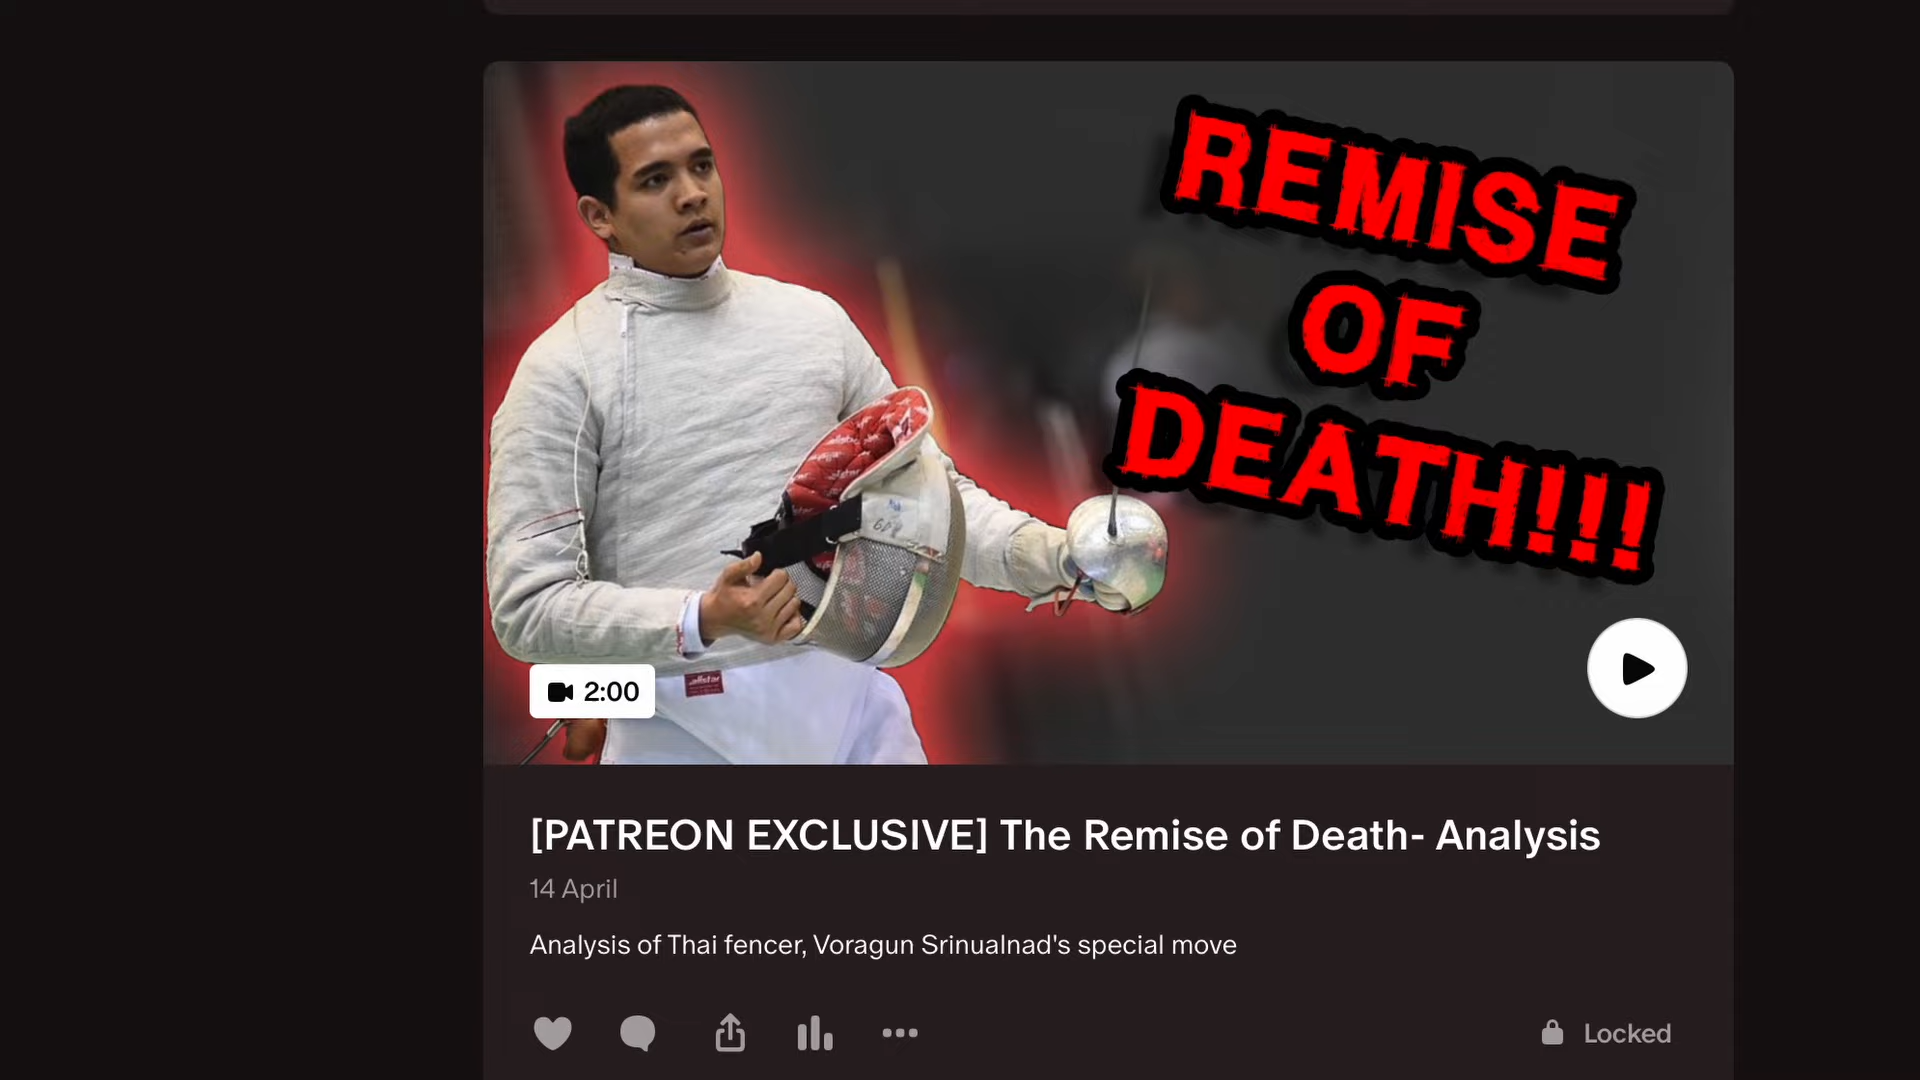 REMISE
OF
DEATH!!!
allstar
2:00
[PATREON EXCLUSIVE] The Remise of Death- Analysis
14 April
Analysis of Thai fencer, Voragun Srinualnad's special move
Locked